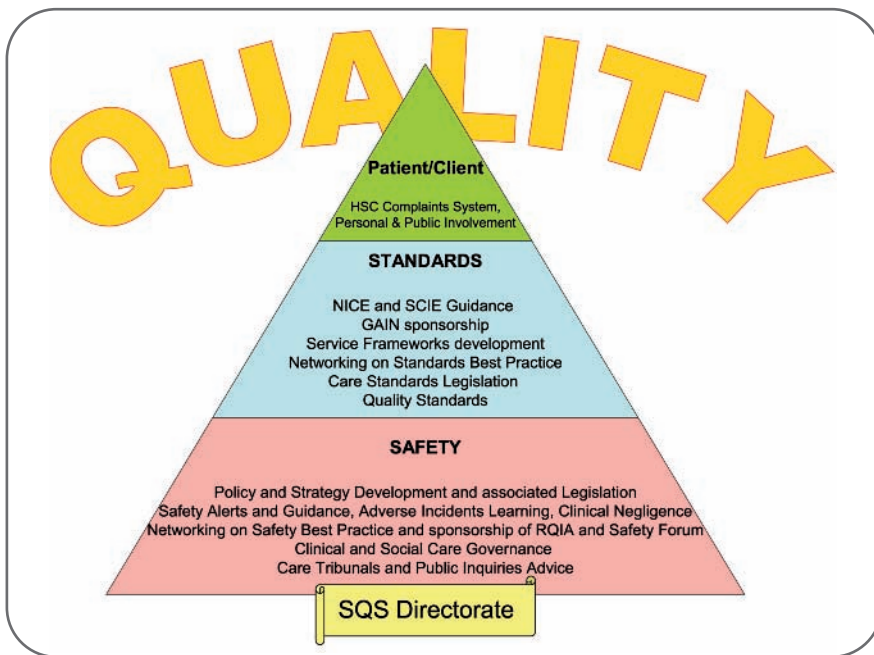 QUALITY
Patient/Client
HSC Complaints System,
Personal & Public Involvement
STANDARDS
NICE and SCIE Guidance
GAIN sponsorship
Service Frameworks development
Networking on Standards Best Practice
Care Standards Legislation
Quality Standards
SAFETY
Policy and Strategy Development and associated Legislation
Safety Alerts and Guidance, Adverse Incidents Learning, Clinical Negligence
Networking on Safety Best Practice and sponsorship of RQIA and Safety Forum
Clinical and Social Care Governance
Care Tribunals and Public Inquiries Advice
SQS Directorate